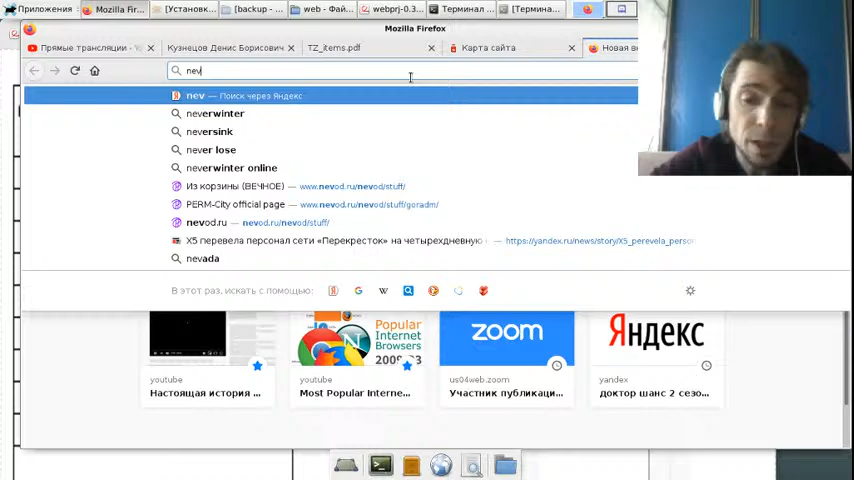 Приложения
Mozilla Fir...
[Установк...
[backup - ...
web - Фай...
webprj-0.3...
Терминал ...
[Термина...
Mozilla Firefox
Прямые трансляции - Yo
Кузнецов Денис Борисович
TZ_items.pdf
Карта сайта
Новая в
nev
nev — Поиск через Яндекс
neverwinter
neversink
never lose
neverwinter online
Из корзины (ВЕЧНОЕ) — www.nevod.ru/nevod/stuff/
PERM-City official page — www.nevod.ru/nevod/stuff/goradm/
nevod.ru — nevod.ru/nevod/stuff/
X5 перевела персонал сети «Перекресток» на четырехдневную — https://yandex.ru/news/story/X5_perevela_person
nevada
В этот раз, искать с помощью:
Popular
Internet
Browsers
zoom
Яндекс
youtube
Настоящая история ...
youtube
Most Popular Interne...
us04web.zoom
Участник публикаци...
yandex
доктор шанс 2 сезо...